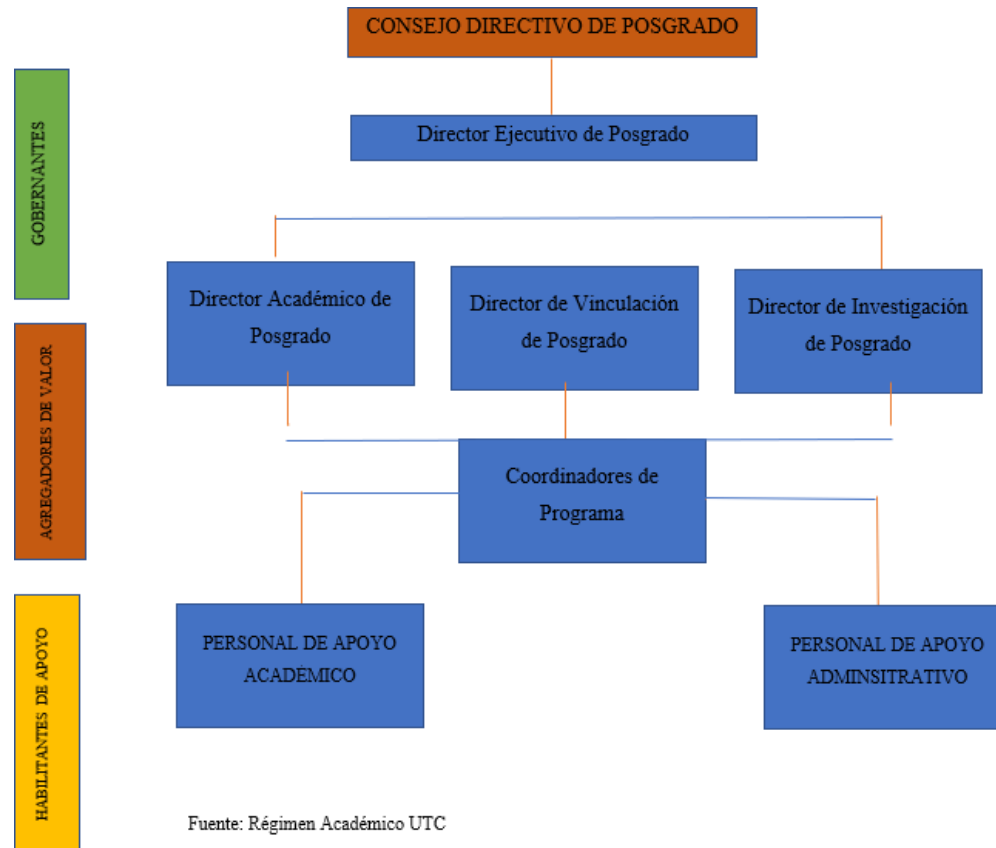 CONSEJO DIRECTIVO DE POSGRADO
GOBERNANTES
Director Ejecutivo de Posgrado
Director Académico de
Posgrado
Director de Vinculación
de Posgrado
Director de Investigación
de Posgrado
AGREGADORES DE VALOR
Coordinadores de
Programa
HABILITANTES DE APOYO
PERSONAL DE APOYO
ACADÉMICO
PERSONAL DE APOYO
ADMINSITRATIVO
Fuente: Régimen Académico UTC